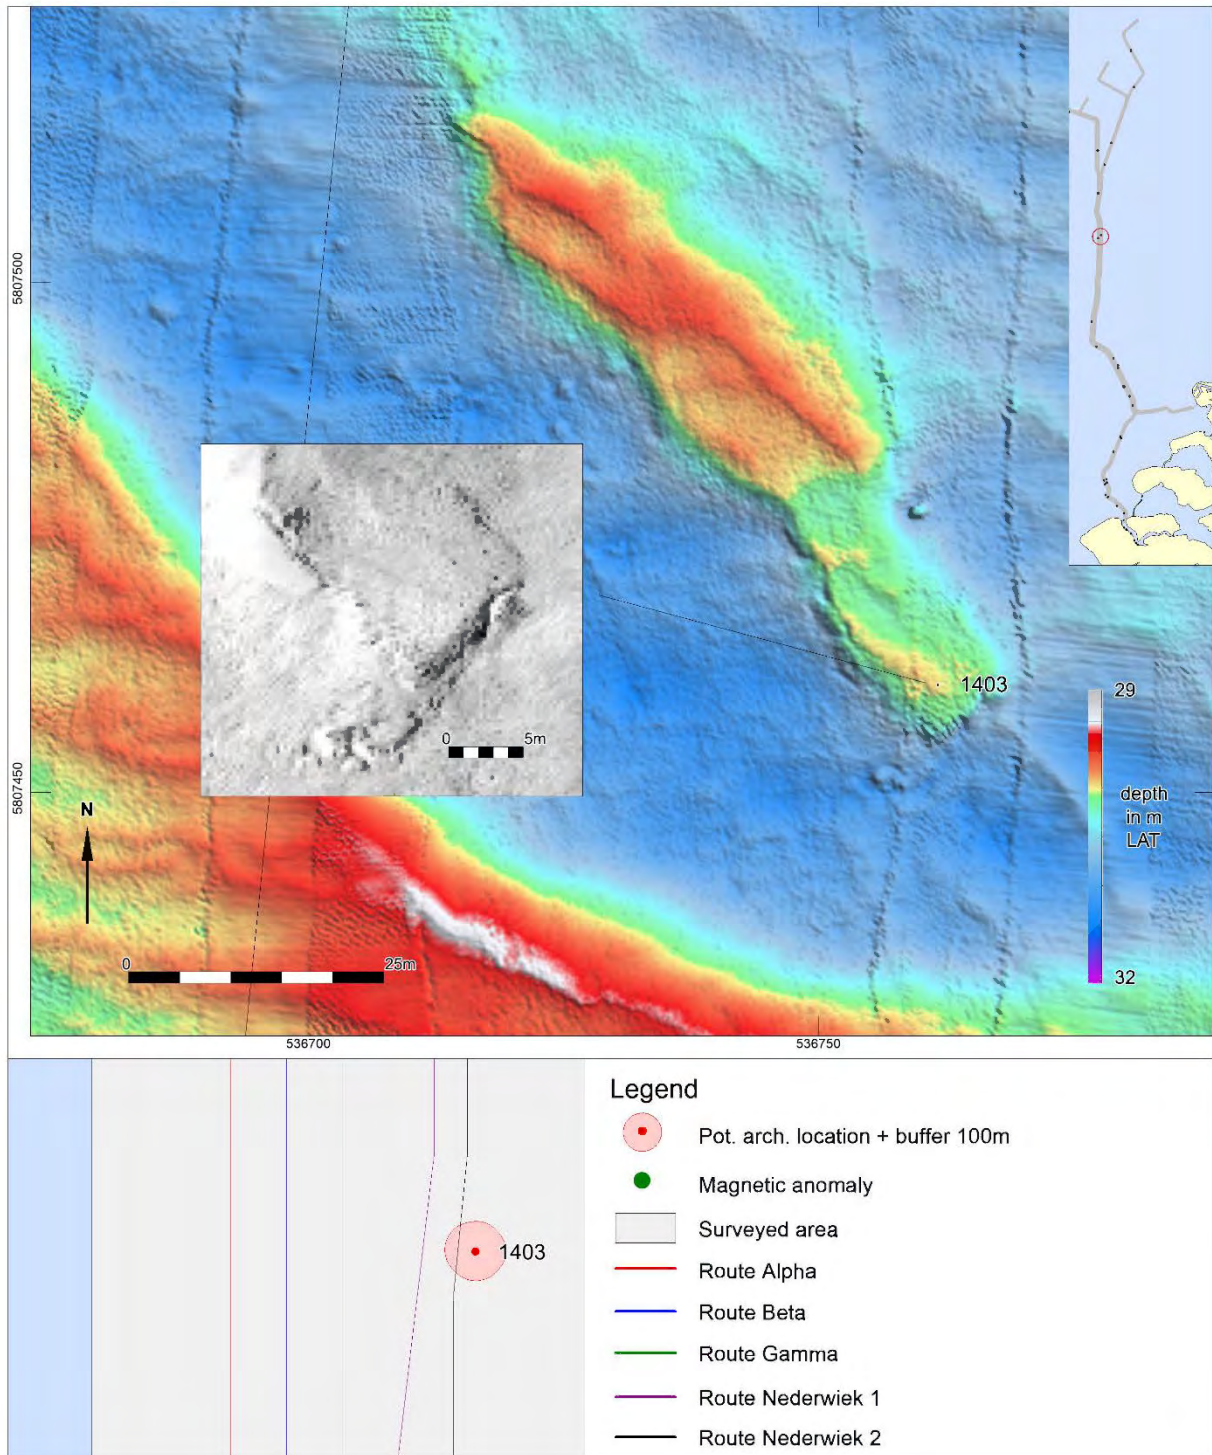 5807500
5807450
0 5m
1403
29
depth
in m
LAT
32
N
0 25m
536700
536750
1403
Legend
Pot. arch. location + buffer 100m
Magnetic anomaly
Surveyed area
Route Alpha
Route Beta
Route Gamma
Route Nederwiek 1
Route Nederwiek 2